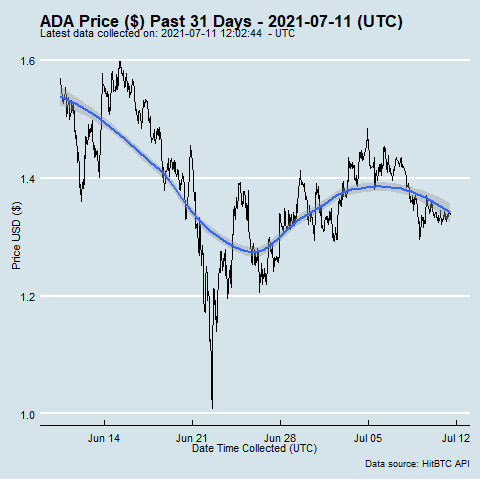 ADA Price ($) Past 31 Days - 2021-07-11 (UTC)
Latest data collected on: 2021-07-11 12:02:44  - UTC
1.6
1.4
1.2
1.0
Price USD ($)
Jun 14 Jun 21 Jun 28 Jul 05 Jul 12
Date Time Collected (UTC)
Data source: HitBTC API